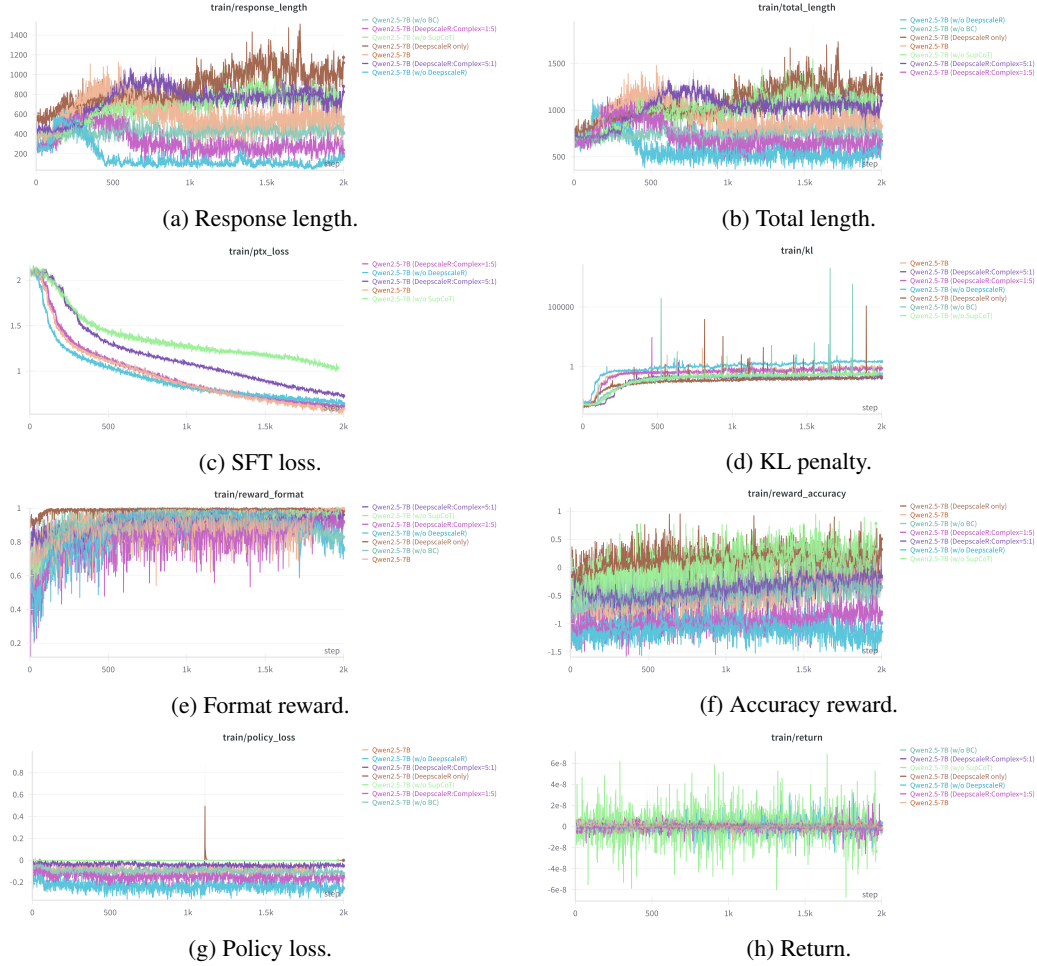 train/response_length
1400
1200
1000
800
600
400
200
0
500
1k
1.5k
2k
step
Qwen2.5-7B (w/o BC)
Qwen2.5-7B (DeepscaleR:Complex=1:5)
Qwen2.5-7B (w/o SupCoT)
Qwen2.5-7B (DeepscaleR only)
Qwen2.5-7B
Qwen2.5-7B (DeepscaleR:Complex=5:1)
Qwen2.5-7B (w/o DeepscaleR)
(a) Response length.
train/total_length
1500
1000
500
0
500
1k
1.5k
2k
step
Qwen2.5-7B (w/o DeepscaleR)
Qwen2.5-7B (w/o BC)
Qwen2.5-7B (DeepscaleR only)
Qwen2.5-7B
Qwen2.5-7B (w/o SupCoT)
Qwen2.5-7B (DeepscaleR:Complex=5:1)
Qwen2.5-7B (DeepscaleR:Complex=1:5)
(b) Total length.
train/ptx_loss
2
1.5
1
0
500
1k
1.5k
2k
step
Qwen2.5-7B (DeepscaleR:Complex=1:5)
Qwen2.5-7B (w/o DeepscaleR)
Qwen2.5-7B (DeepscaleR:Complex=5:1)
Qwen2.5-7B
Qwen2.5-7B (w/o SupCoT)
(c) SFT loss.
train/kl
100000
1
0
500
1k
1.5k
2k
step
Qwen2.5-7B
Qwen2.5-7B (DeepscaleR:Complex=5:1)
Qwen2.5-7B (DeepscaleR:Complex=1:5)
Qwen2.5-7B (w/o DeepscaleR)
Qwen2.5-7B (DeepscaleR only)
Qwen2.5-7B (w/o BC)
Qwen2.5-7B (w/o SupCoT)
(d) KL penalty.
train/reward_format
1
0.8
0.6
0.4
0.2
0
500
1k
1.5k
2k
step
Qwen2.5-7B (DeepscaleR:Complex=5:1)
Qwen2.5-7B (w/o SupCoT)
Qwen2.5-7B (DeepscaleR:Complex=1:5)
Qwen2.5-7B (w/o DeepscaleR)
Qwen2.5-7B (DeepscaleR only)
Qwen2.5-7B (w/o BC)
Qwen2.5-7B
(e) Format reward.
train/reward_accuracy
1
0.5
0
-0.5
-1
-1.5
0
500
1k
1.5k
2k
step
Qwen2.5-7B (DeepscaleR only)
Qwen2.5-7B
Qwen2.5-7B (w/o BC)
Qwen2.5-7B (DeepscaleR:Complex=1:5)
Qwen2.5-7B (DeepscaleR:Complex=5:1)
Qwen2.5-7B (w/o DeepscaleR)
Qwen2.5-7B (w/o SupCoT)
(f) Accuracy reward.
train/policy_loss
0.8
0.6
0.4
0.2
0
-0.2
0
500
1k
1.5k
2k
step
Qwen2.5-7B
Qwen2.5-7B (w/o DeepscaleR)
Qwen2.5-7B (DeepscaleR:Complex=5:1)
Qwen2.5-7B (DeepscaleR only)
Qwen2.5-7B (w/o SupCoT)
Qwen2.5-7B (DeepscaleR:Complex=1:5)
Qwen2.5-7B (w/o BC)
(g) Policy loss.
train/return
6e-8
4e-8
2e-8
0
-2e-8
-4e-8
-6e-8
0
500
1k
1.5k
2k
step
Qwen2.5-7B (w/o BC)
Qwen2.5-7B (DeepscaleR:Complex=5:1)
Qwen2.5-7B (w/o SupCoT)
Qwen2.5-7B (DeepscaleR only)
Qwen2.5-7B (w/o DeepscaleR)
Qwen2.5-7B (DeepscaleR:Complex=1:5)
Qwen2.5-7B
(h) Return.